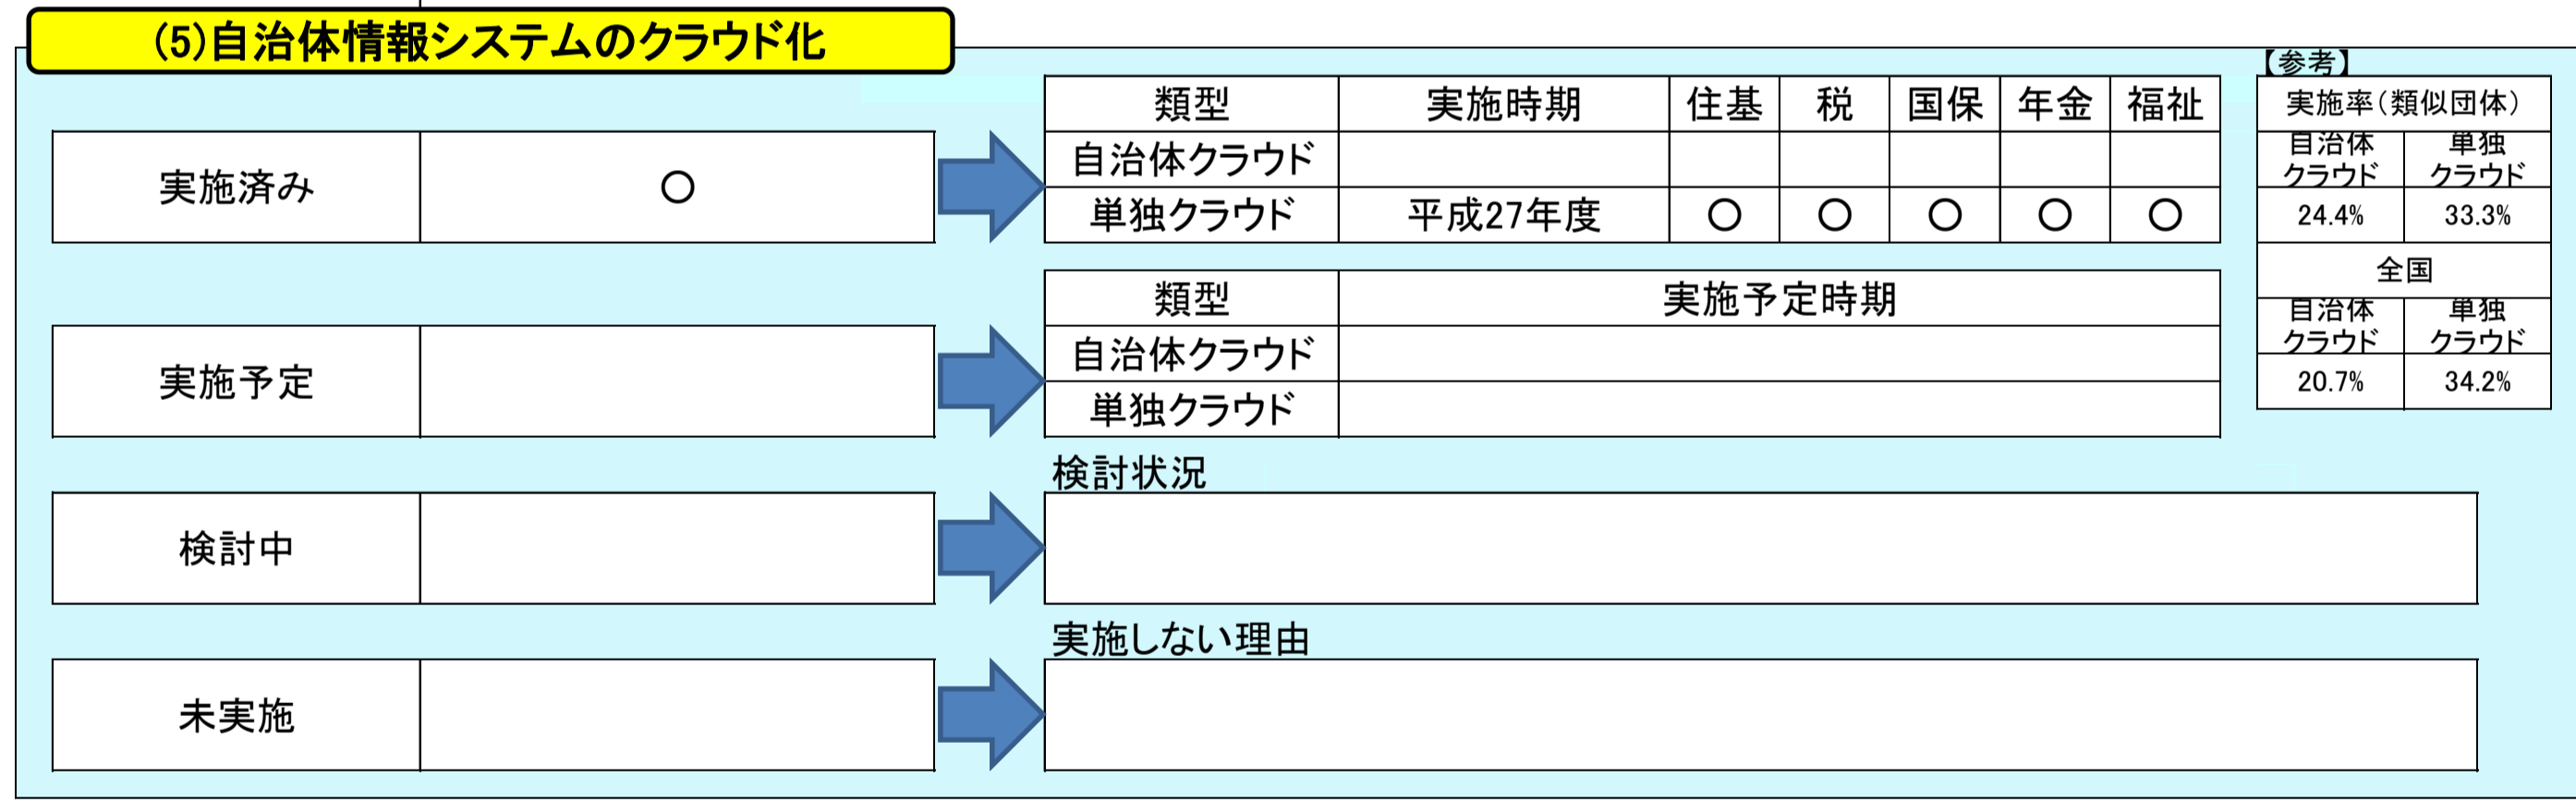 (5)自治体情報システムのクラウド化
【参考】
類型 実施時期 住基 税 国保 年金 福祉
実施率(類似団体)
実施済み ○
自治体クラウド
自治体クラウド 単独クラウド
単独クラウド 平成27年度 ○ ○ ○ ○ ○
24.4% 33.3%
全国
類型 実施予定時期
自治体クラウド 単独クラウド
実施予定
自治体クラウド
20.7% 34.2%
単独クラウド
検討状況
検討中
実施しない理由
未実施